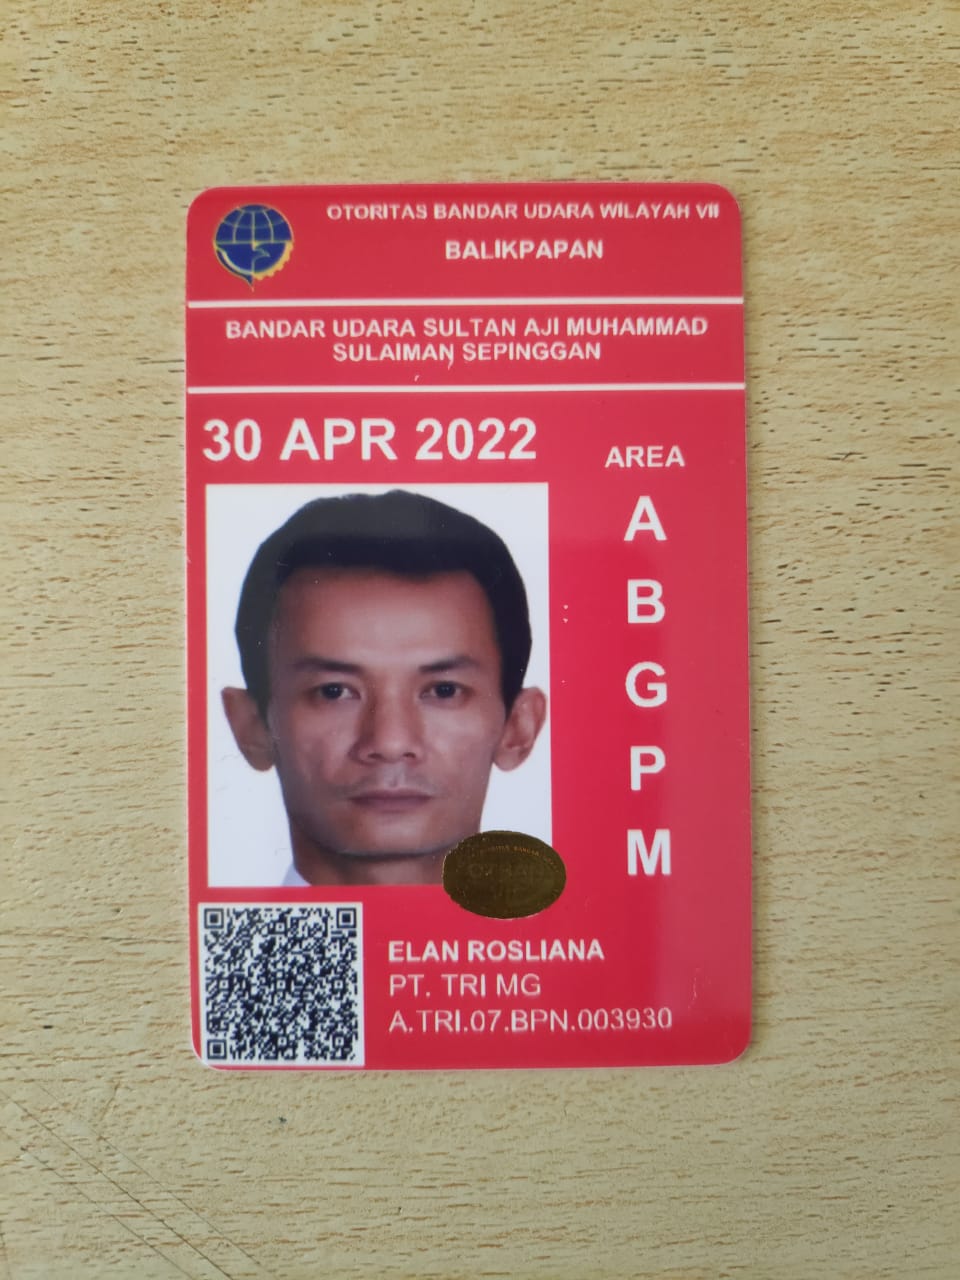 OTORITAS BANDAR UDARA WILAYAH VII
BALIKPAPAN
BANDAR UDARA SULTAN AJI MUHAMMAD
SULAIMAN SEPINGGAN
30 APR 2022
AREA
A
B
G
P
M
ELAN ROSLIANA
PT. TRI MG
A.TRI.07.BPN.003930